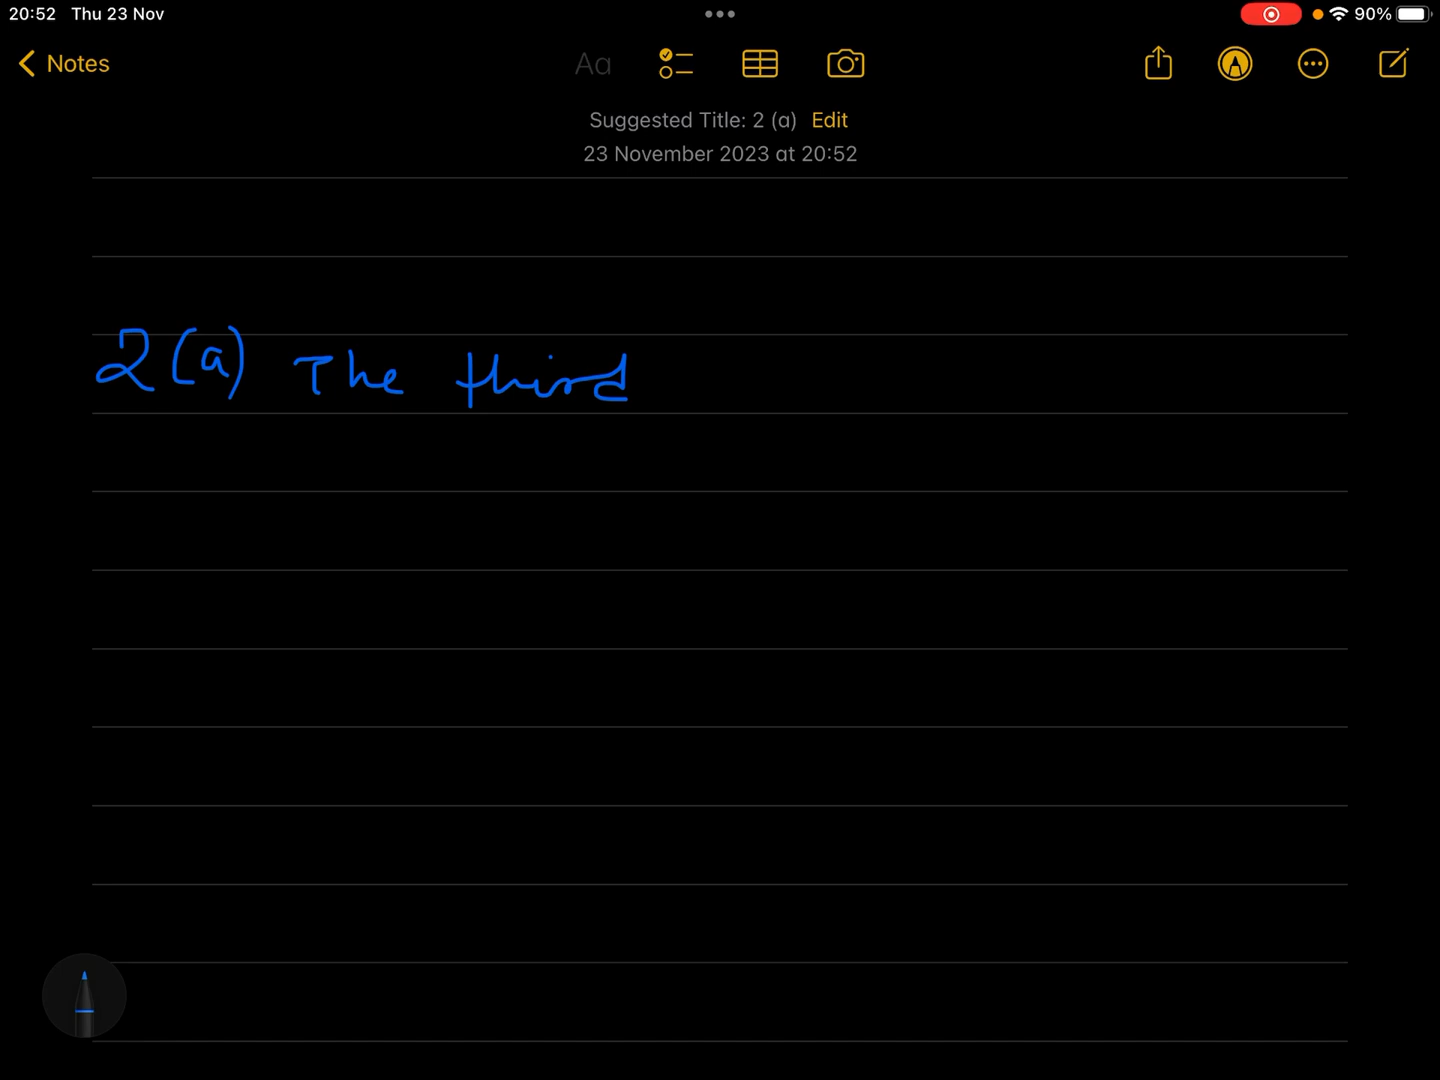 20:52 Thu 23 Nov 90%
Notes Aa
Suggested Title: 2 (a) Edit
23 November 2023 at 20:52
2(a) The third